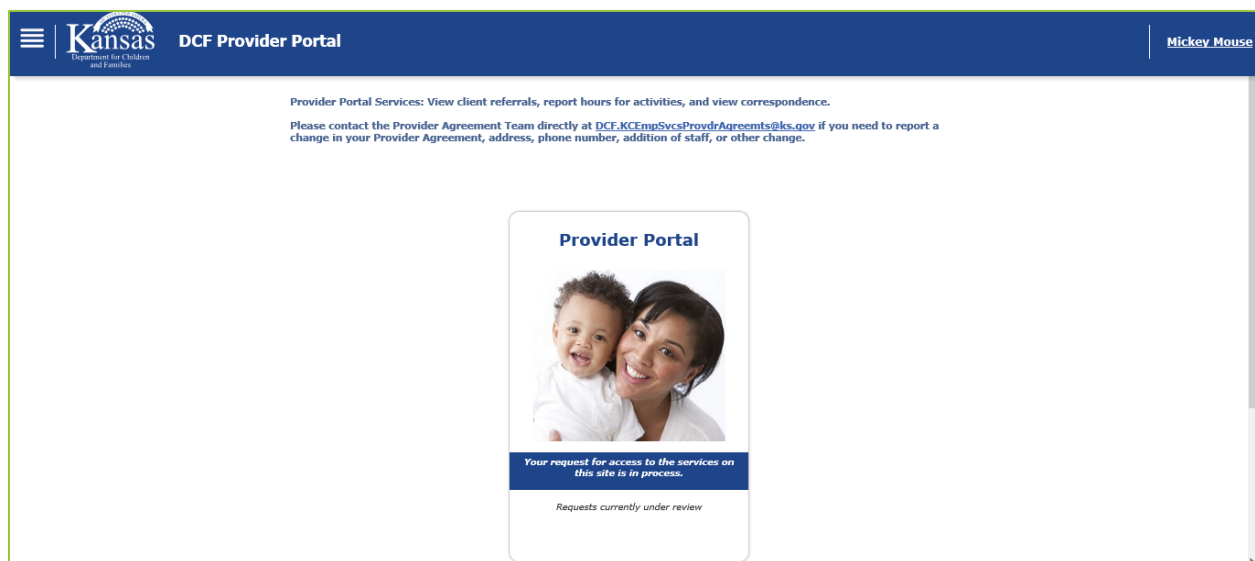 Kansas
Department for Children
and Families
DCF Provider Portal
Mickey Mouse
Provider Portal Services: View client referrals, report hours for activities, and view correspondence.
Please contact the Provider Agreement Team directly at DCF.KCEmpSvcsProvdrAgreemts@ks.gov if you need to report a
change in your Provider Agreement, address, phone number, addition of staff, or other change.
Provider Portal
Your request for access to the services on
this site is in process.
Requests currently under review